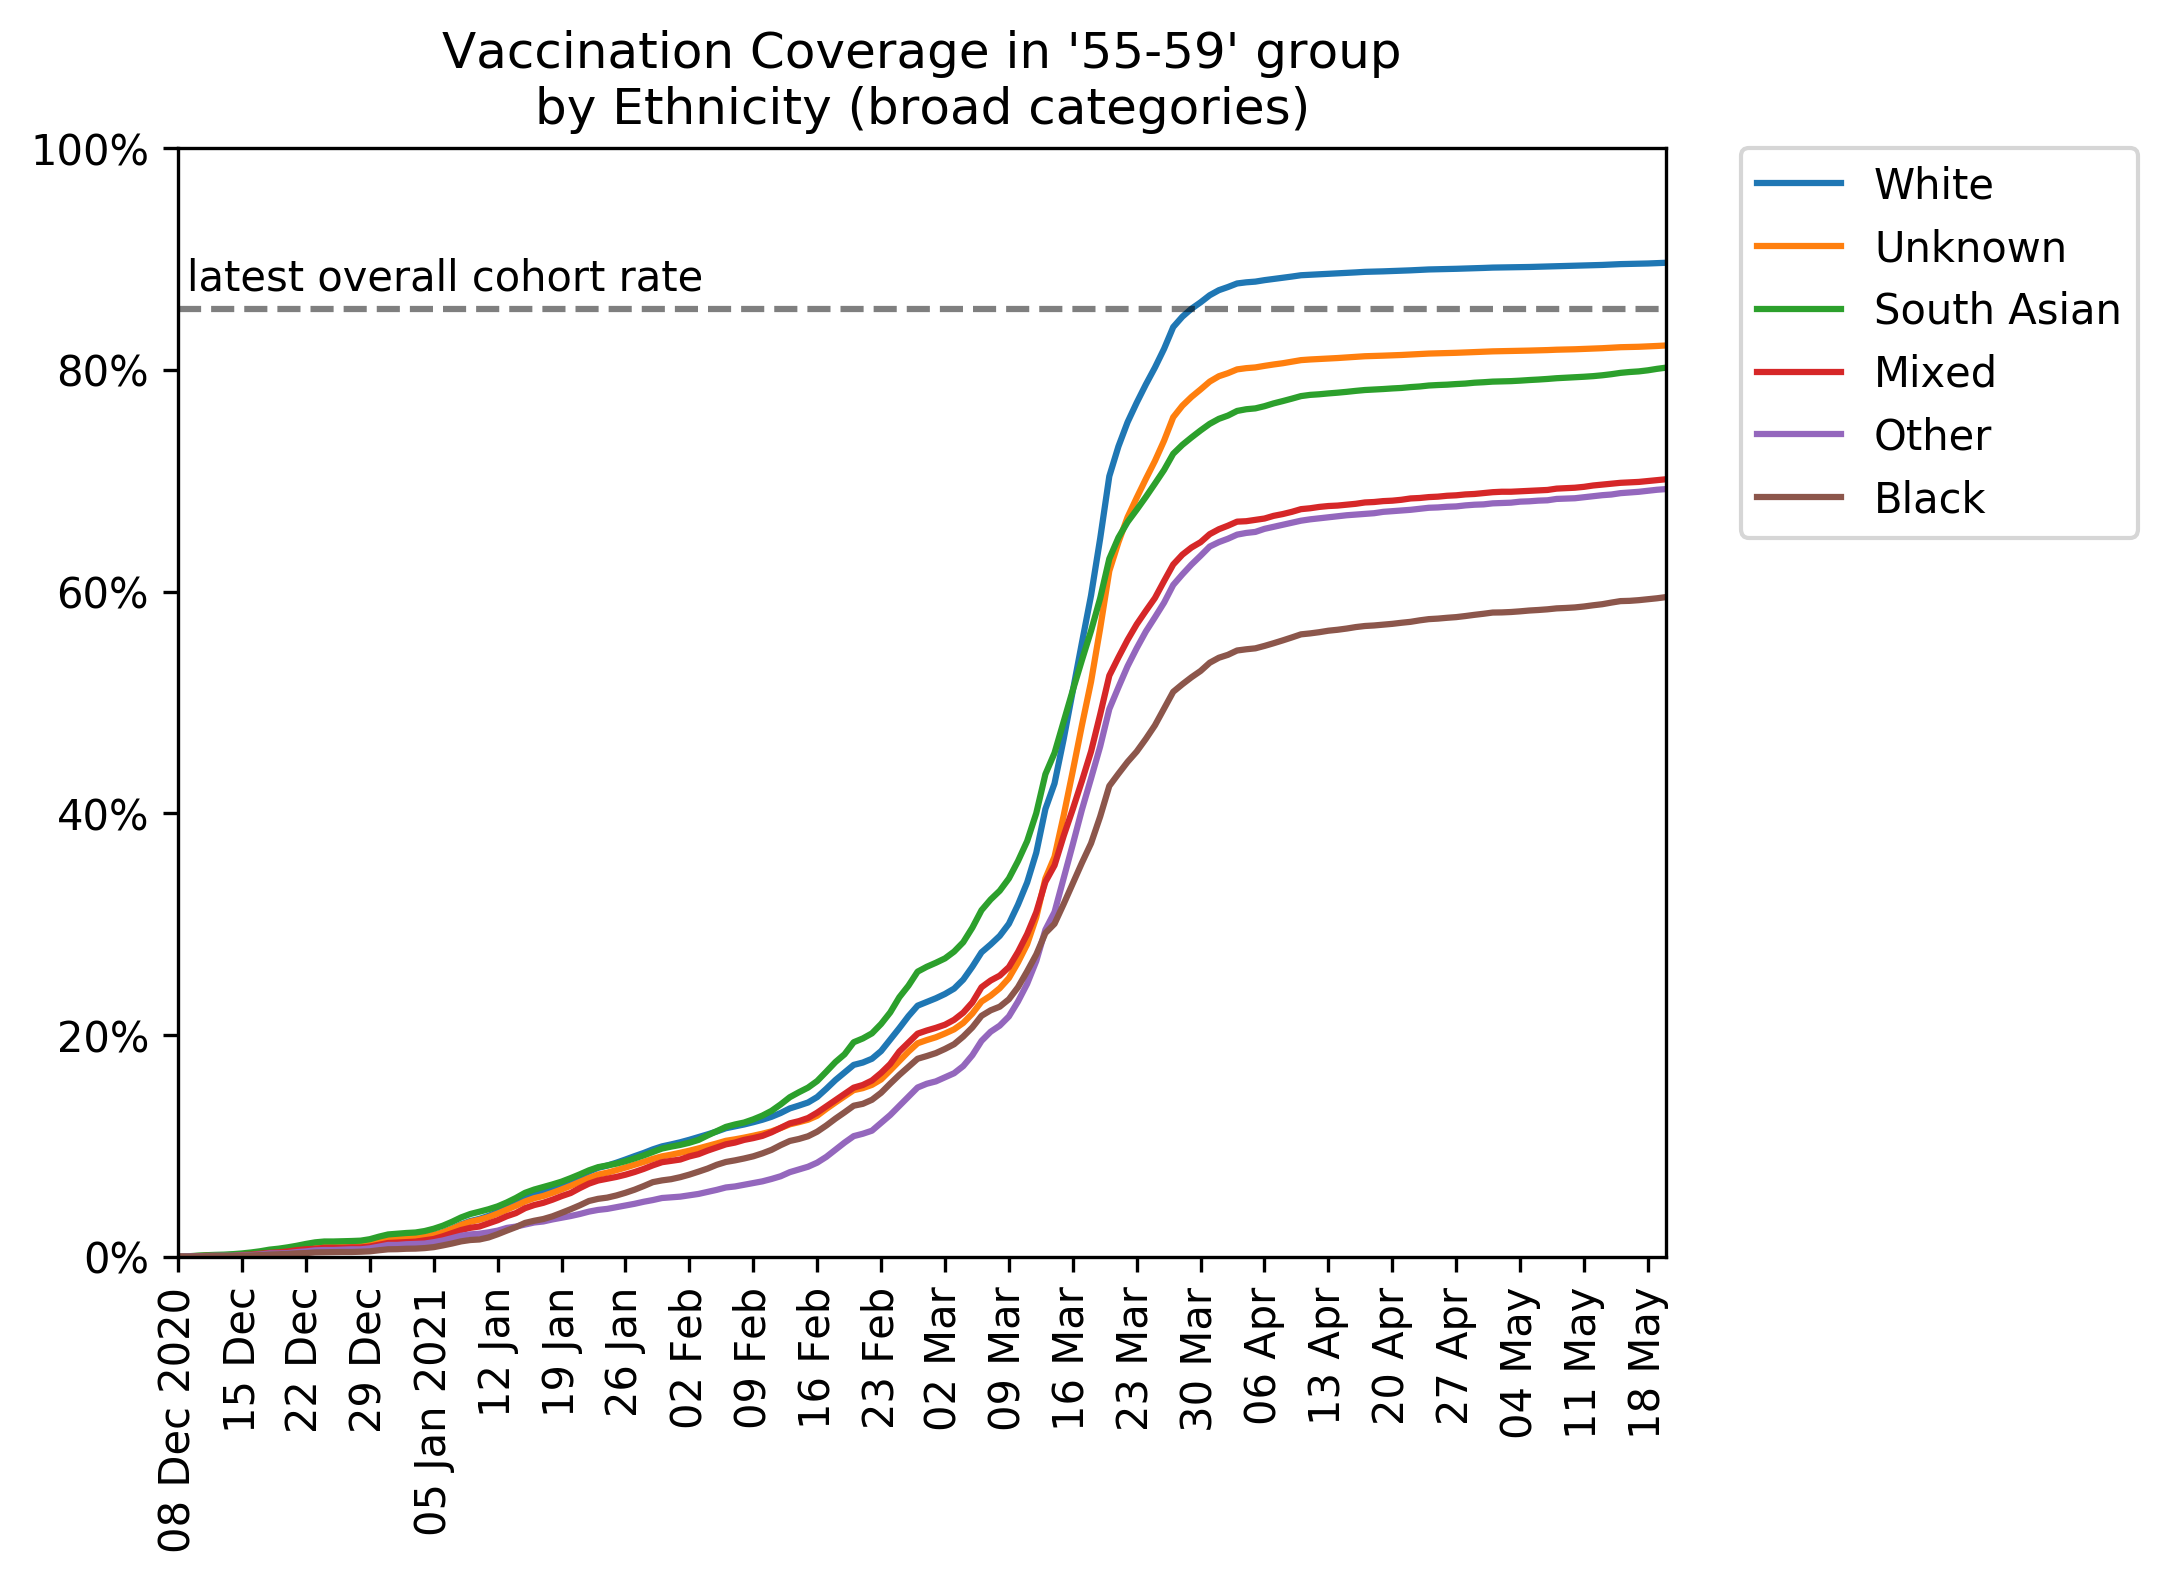 Vaccination Coverage in '55-59' group
by Ethnicity (broad categories)
100%
80%
60%
40%
20%
0%
latest overall cohort rate
White
Unknown
South Asian
Mixed
Other
Black
08 Dec 2020
15 Dec
22 Dec
29 Dec
05 Jan 2021
12 Jan
19 Jan
26 Jan
02 Feb
09 Feb
16 Feb
23 Feb
02 Mar
09 Mar
16 Mar
23 Mar
30 Mar
06 Apr
13 Apr
20 Apr
27 Apr
04 May
11 May
18 May